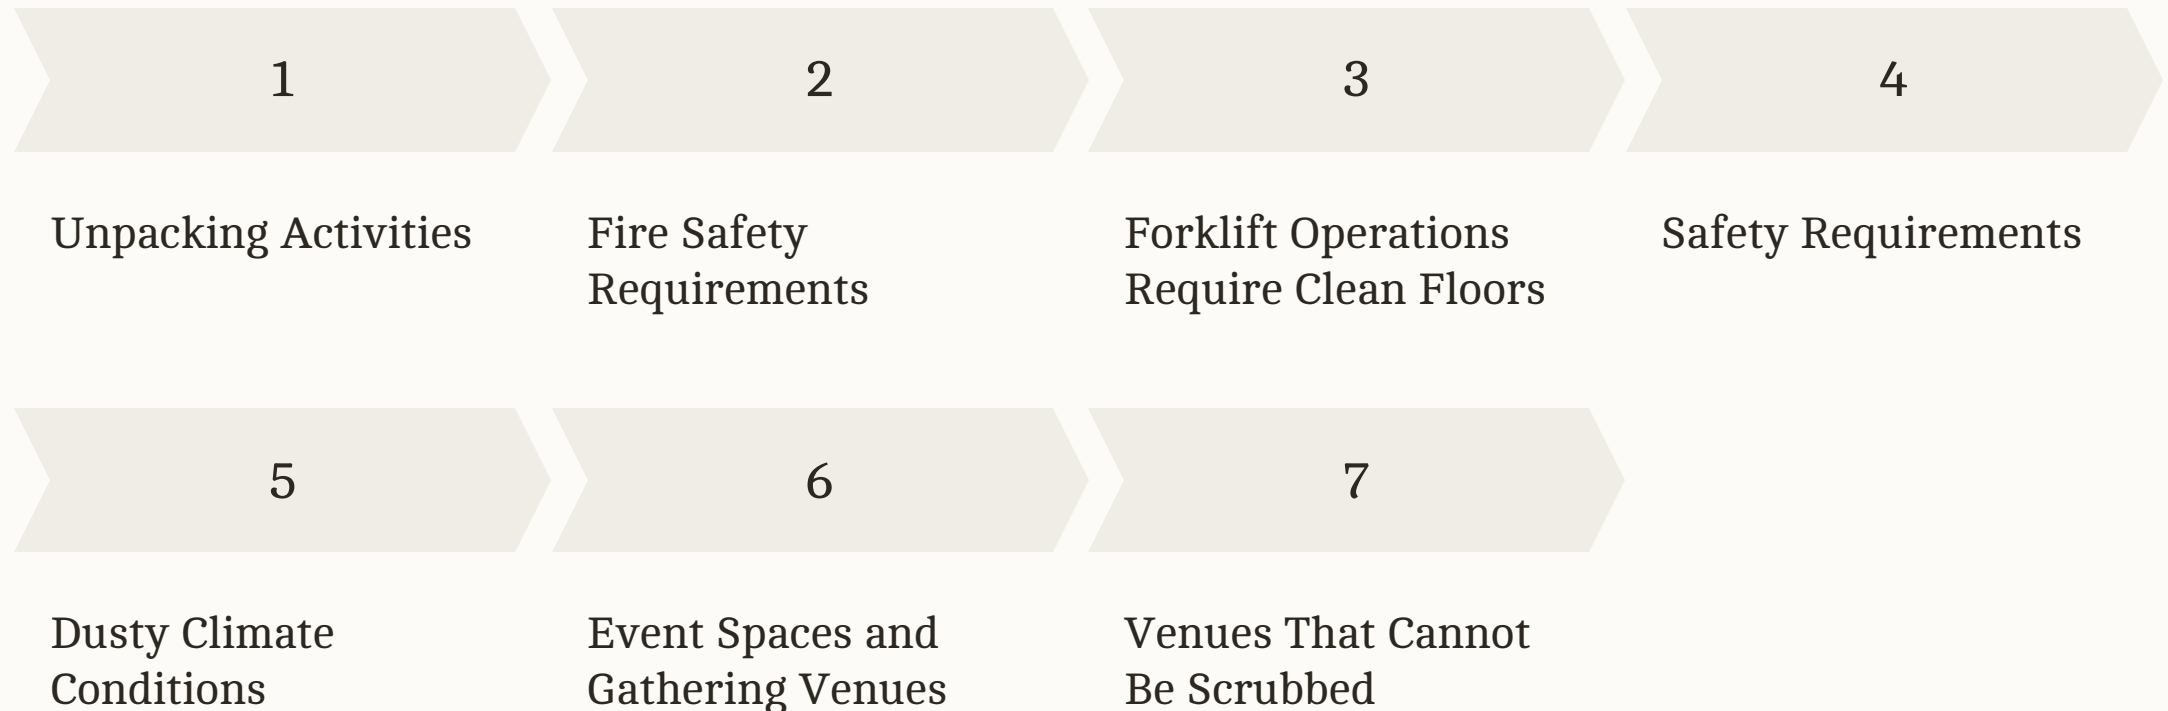 1
2
3
4
Unpacking Activities
Fire Safety
Requirements
Forklift Operations
Require Clean Floors
Safety Requirements
5
6
7
Dusty Climate
Conditions
Event Spaces and
Gathering Venues
Venues That Cannot
Be Scrubbed